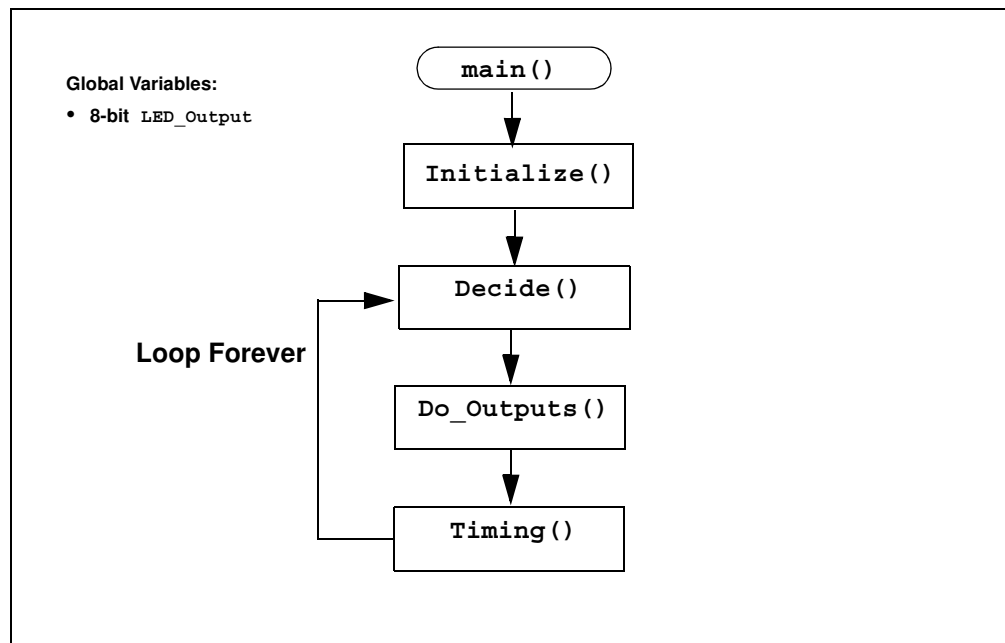 Global Variables:
• 8-bit LED_Output
main()
Initialize()
Decide()
Loop Forever
Do_Outputs()
Timing()